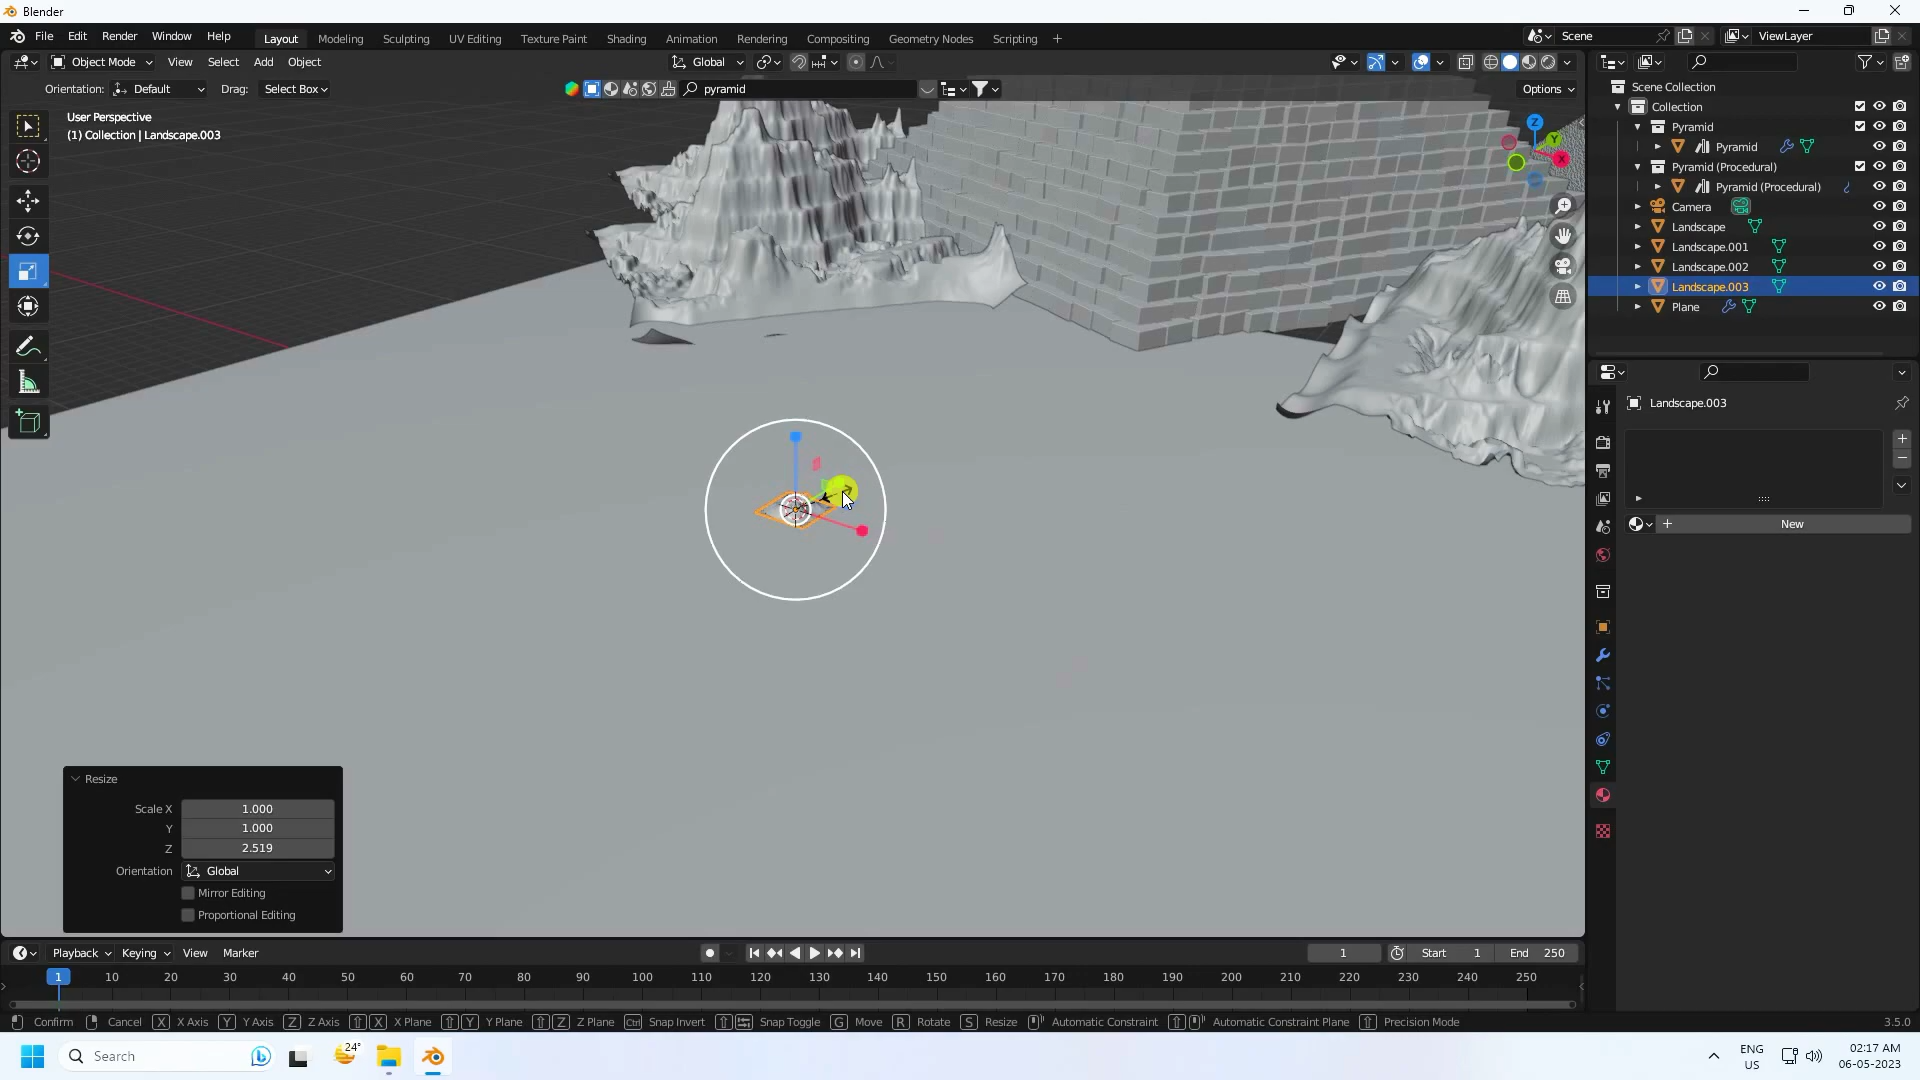 Blender
File Edit Render Window Help
Layout Modeling Sculpting UV Editing Texture Paint Shading Animation Rendering Compositing Geometry Nodes Scripting +
Scene
ViewLayer
Object Mode View Select Add Object
Global
Orientation: Default Drag: Select Box
pyramid
Options
User Perspective
(1) Collection | Landscape.003
Z
Y
X
Scene Collection
Collection
Pyramid
Pyramid
Pyramid (Procedural)
Pyramid (Procedural)
Camera
Landscape
Landscape.001
Landscape.002
Landscape.003
Plane
Landscape.003
+ New
Resize
Scale X 1.000
Y 1.000
Z 2.519
Orientation Global
Mirror Editing
Proportional Editing
Playback Keying View Marker
1 Start 1 End 250
1 10 20 30 40 50 60 70 80 90 100 110 120 130 140 150 160 170 180 190 200 210 220 230 240 250
Confirm Cancel X X Axis Y Y Axis Z Z Axis X X Plane Y Y Plane Z Z Plane Ctrl Snap Invert Snap Toggle G Move R Rotate S Resize Automatic Constraint Automatic Constraint Plane Precision Mode 3.5.0
Search
24°
ENG
US
02:17 AM
06-05-2023